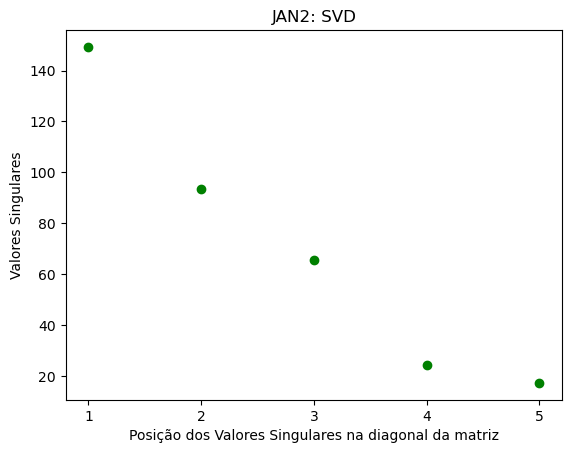 JAN2: SVD
Valores Singulares
140
120
100
80
60
40
20
1 2 3 4 5
Posição dos Valores Singulares na diagonal da matriz